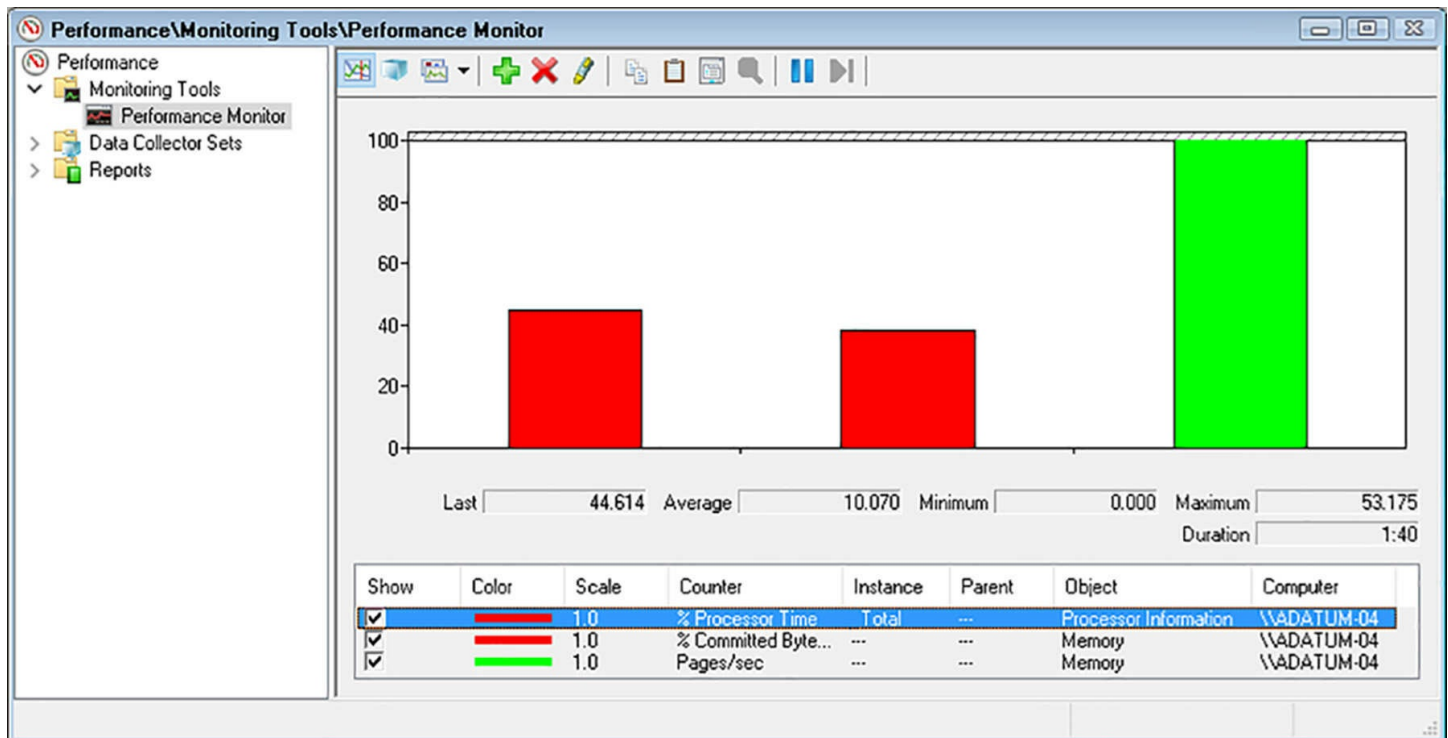 Performance\Monitoring Tools\Performance Monitor
Performance
Monitoring Tools
Performance Monitor
Data Collector Sets
Reports
100
80
60
40
20
0
Last 44.614 Average 10.070 Minimum 0.000 Maximum 53.175
Duration 1:40
Show Color Scale Counter Instance Parent Object Computer
1.0 % Processor Time _Total --- Processor Information \\ADATUM-04
1.0 % Committed Byte... --- --- Memory \\ADATUM-04
1.0 Pages/sec --- --- Memory \\ADATUM-04